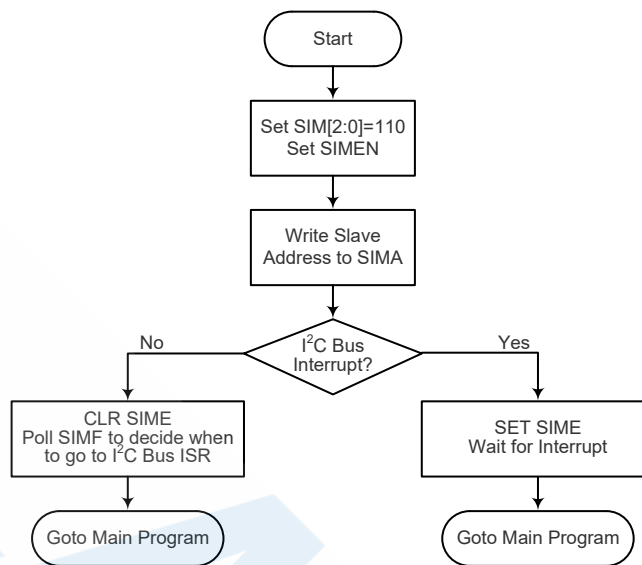 Start
Set SIM[2:0]=110
Set SIMEN
Write Slave
Address to SIMA
I²C Bus
Interrupt?
No
Yes
CLR SIME
Poll SIMF to decide when
to go to I²C Bus ISR
SET SIME
Wait for Interrupt
Goto Main Program
Goto Main Program